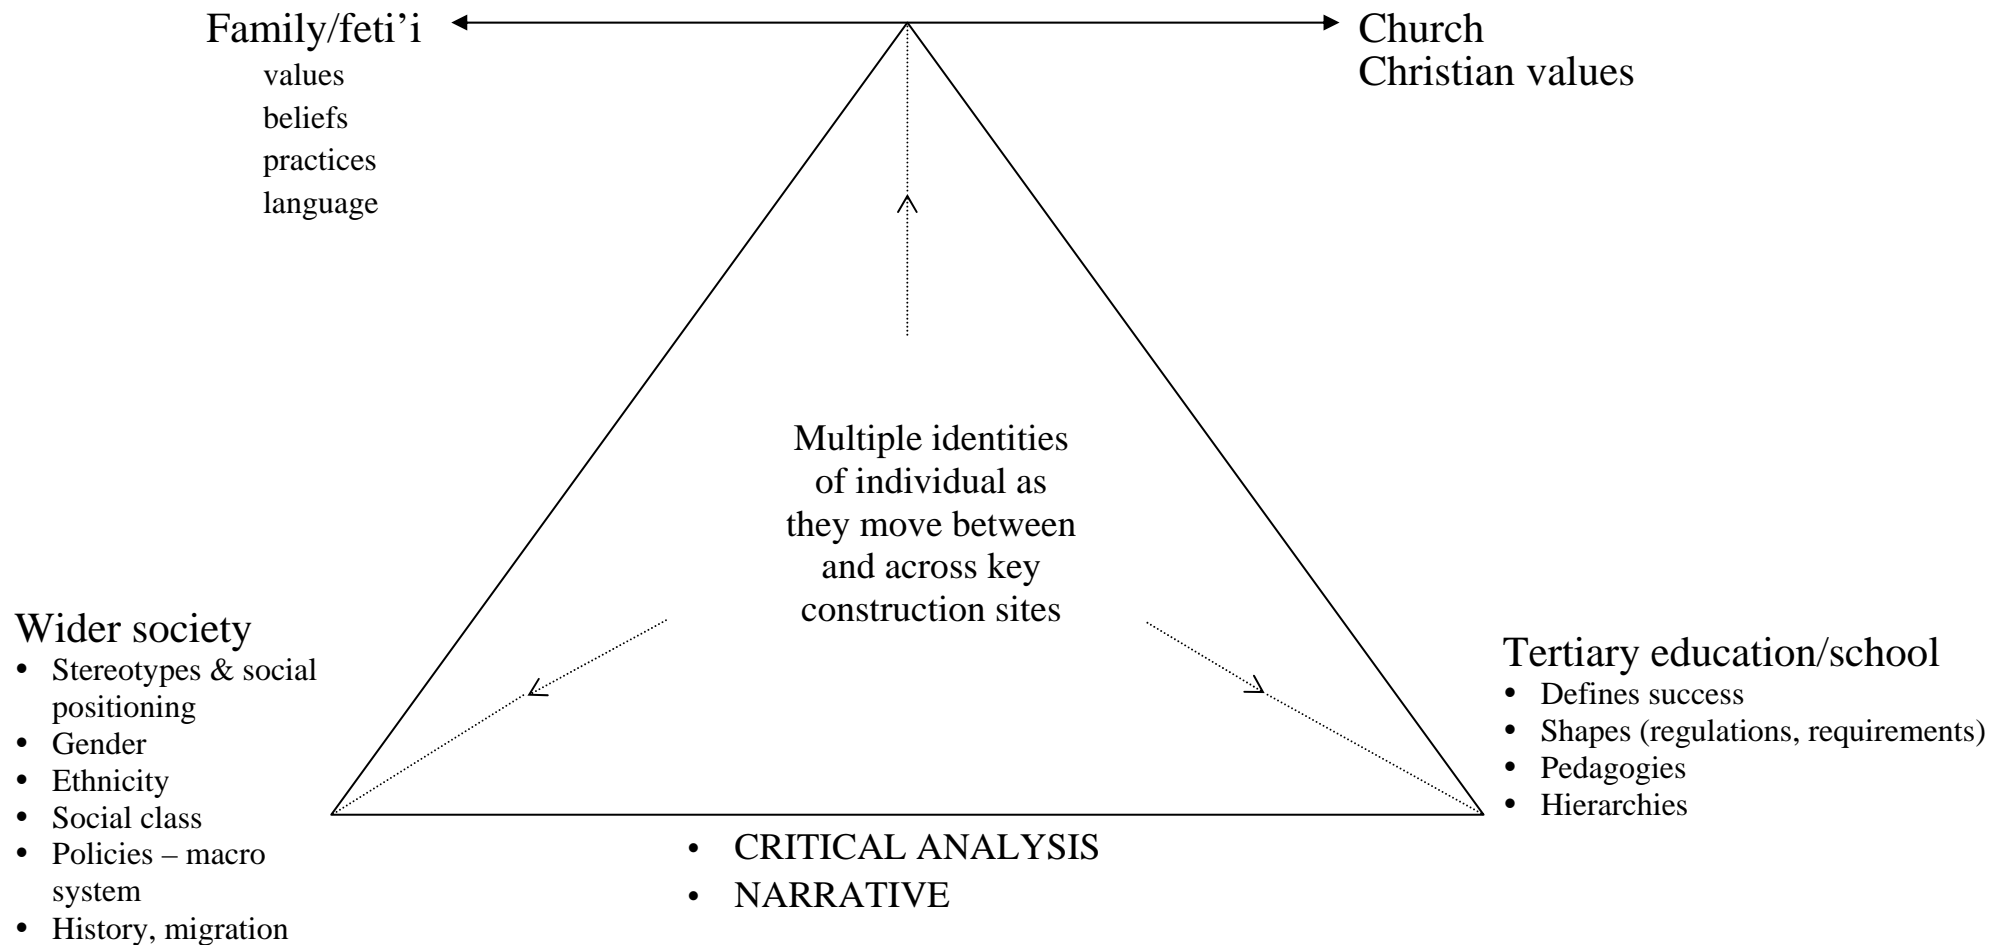 Family/feti’i
values
beliefs
practices
language
Church
Christian values
Multiple identities
of individual as
they move between
and across key
construction sites
Wider society
• Stereotypes & social
positioning
• Gender
• Ethnicity
• Social class
• Policies – macro
system
• History, migration
Tertiary education/school
• Defines success
• Shapes (regulations, requirements)
• Pedagogies
• Hierarchies
• CRITICAL ANALYSIS
• NARRATIVE